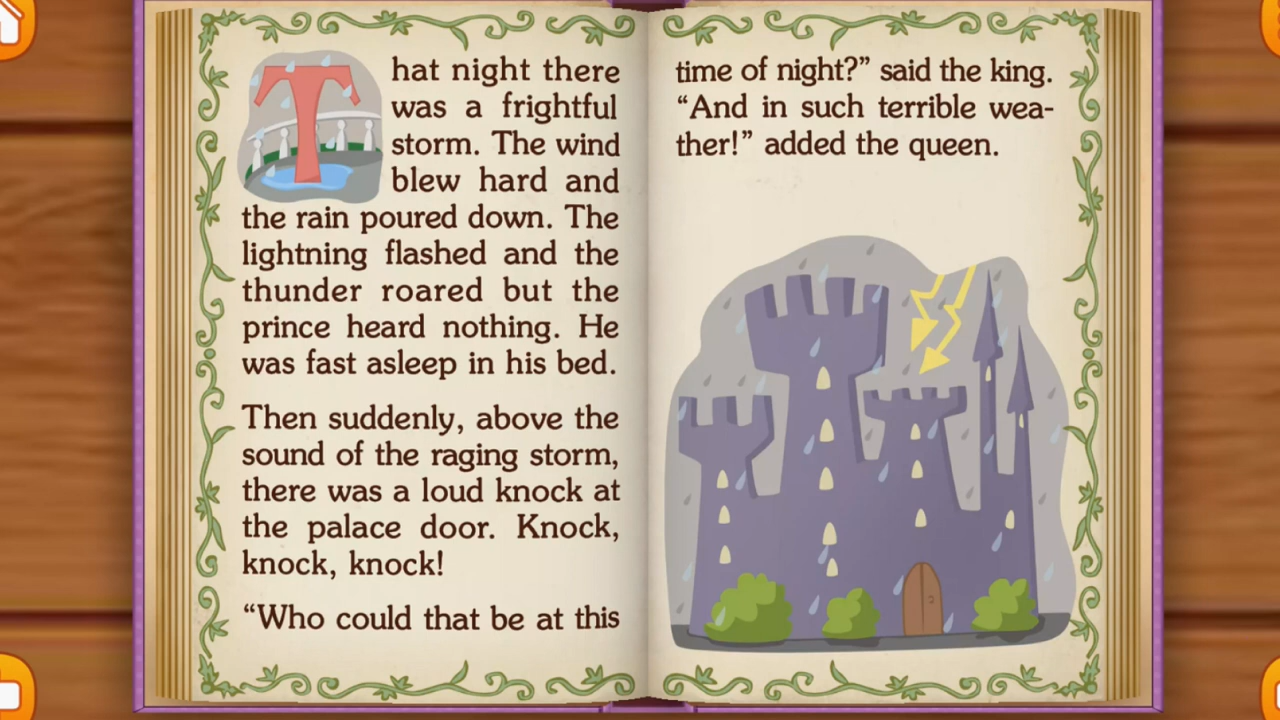 That night there
was a frightful
storm. The wind
blew hard and
the rain poured down. The
lightning flashed and the
thunder roared but the
prince heard nothing. He
was fast asleep in his bed.
Then suddenly, above the
sound of the raging storm,
there was a loud knock at
the palace door. Knock,
knock, knock!
“Who could that be at this
time of night?” said the king.
“And in such terrible wea-
ther!” added the queen.